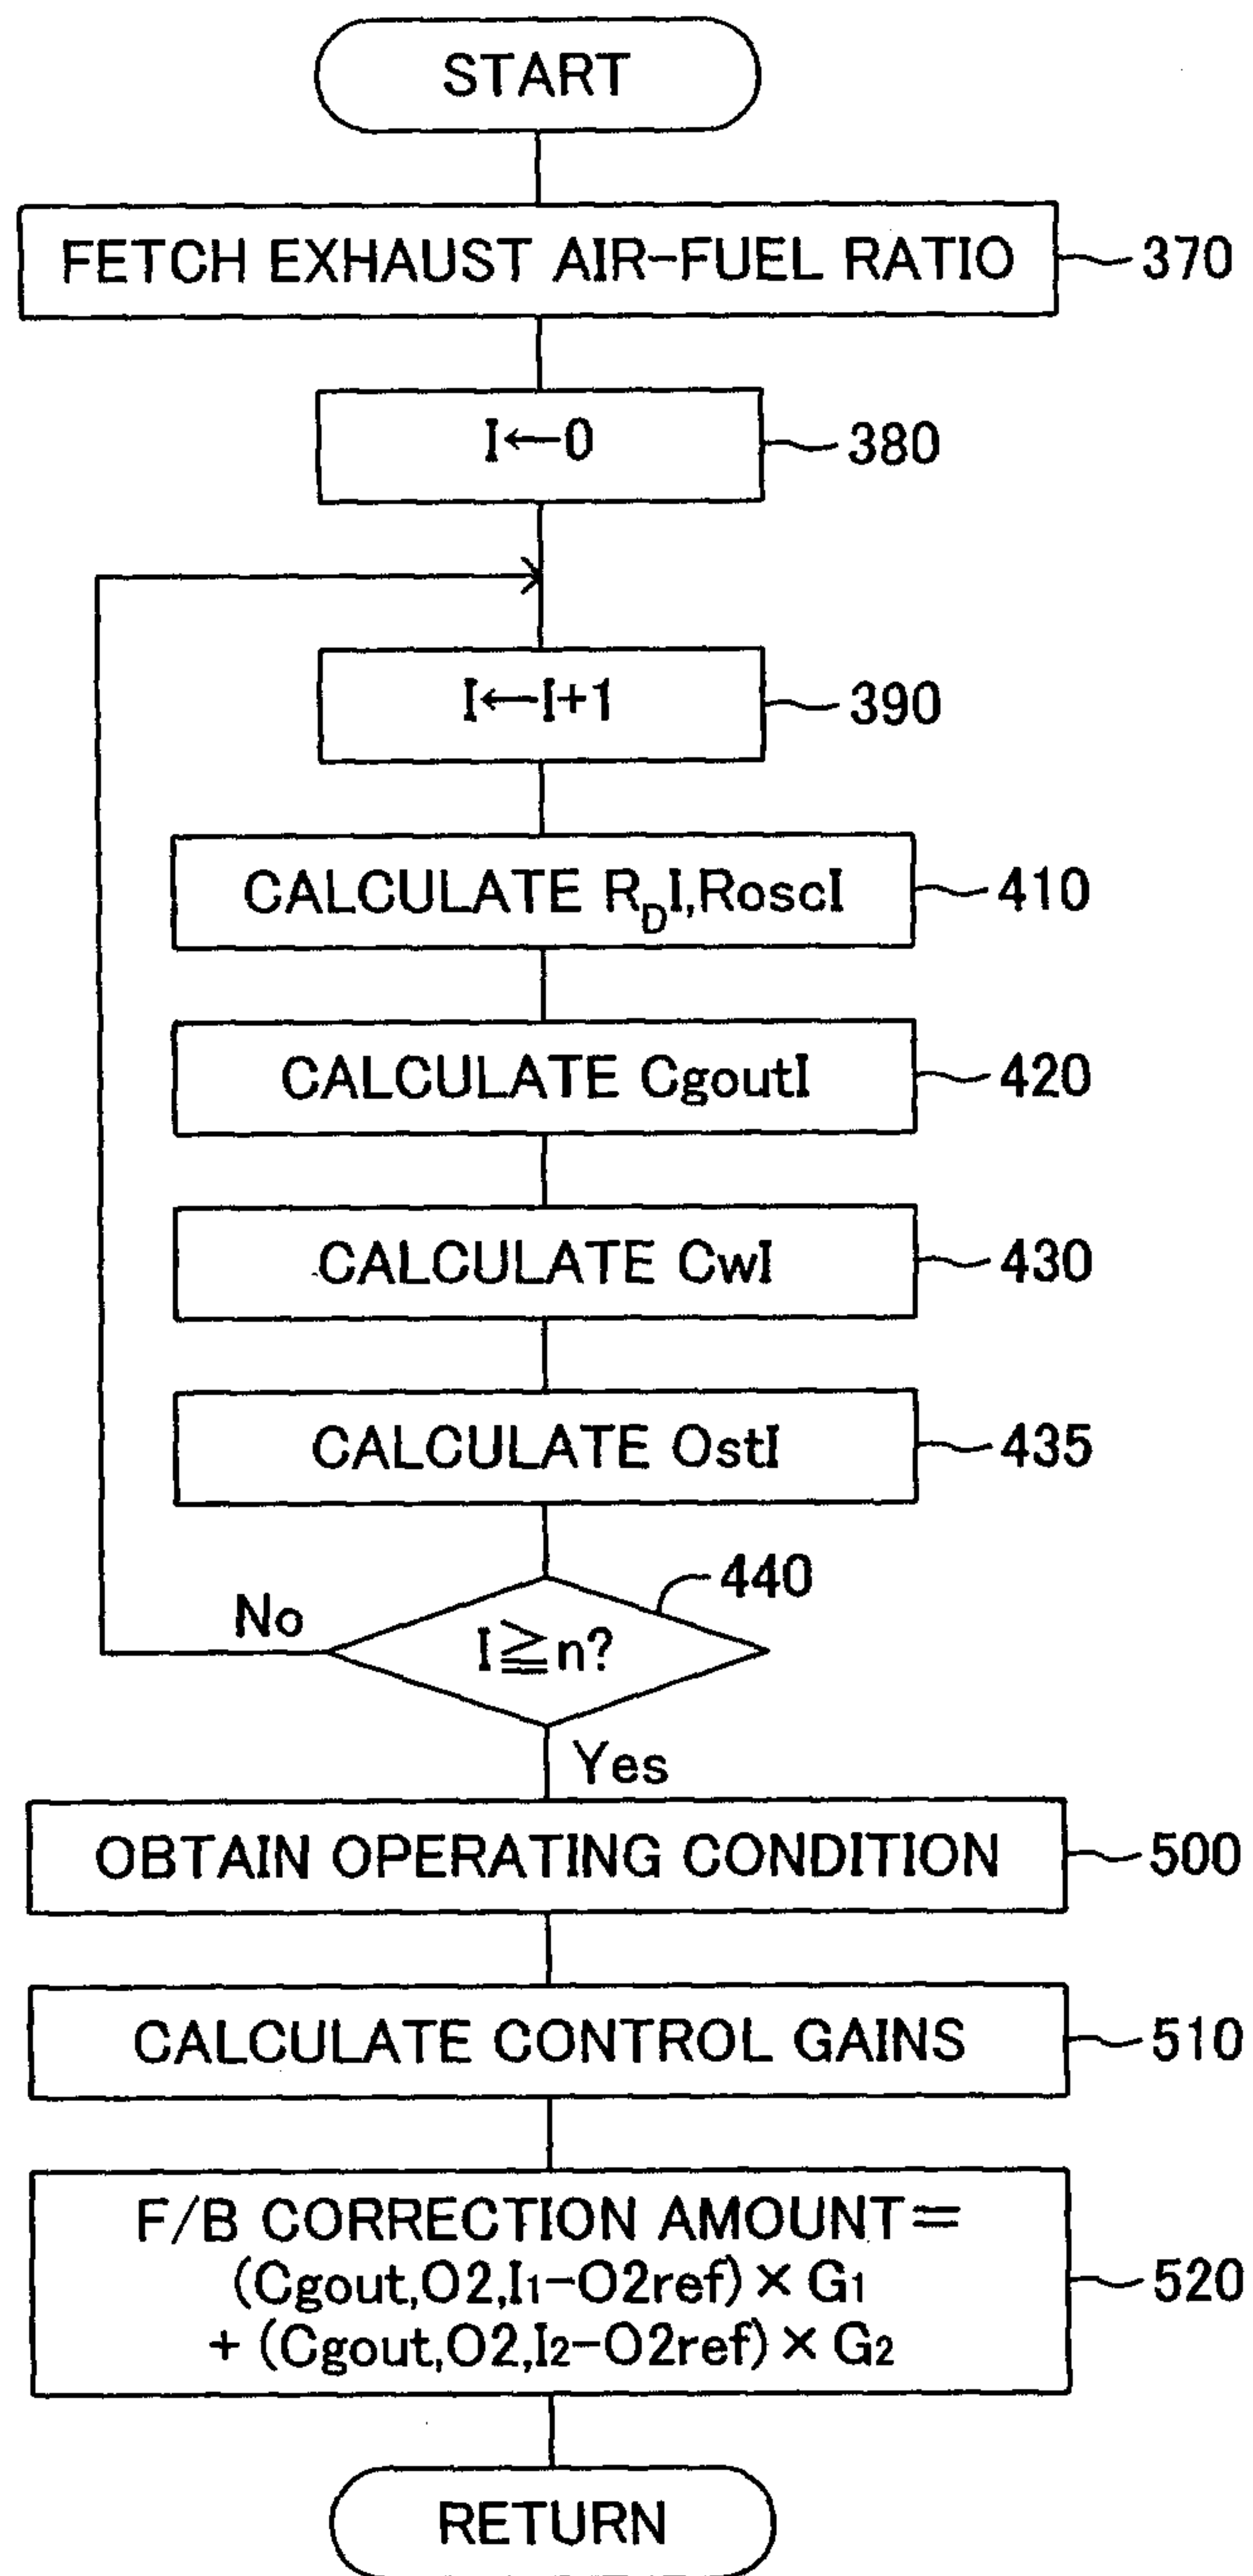 START
FETCH EXHAUST AIR-FUEL RATIO
370
I←0
380
I←I+1
390
CALCULATE RDI,RoscI
410
CALCULATE CgoutI
420
CALCULATE CwI
430
CALCULATE OstI
435
440
No
I≧n?
Yes
OBTAIN OPERATING CONDITION
500
CALCULATE CONTROL GAINS
510
F/B CORRECTION AMOUNT=
(Cgout,O2,I1-O2ref)×G1
+(Cgout,O2,I2-O2ref)×G2
520
RETURN